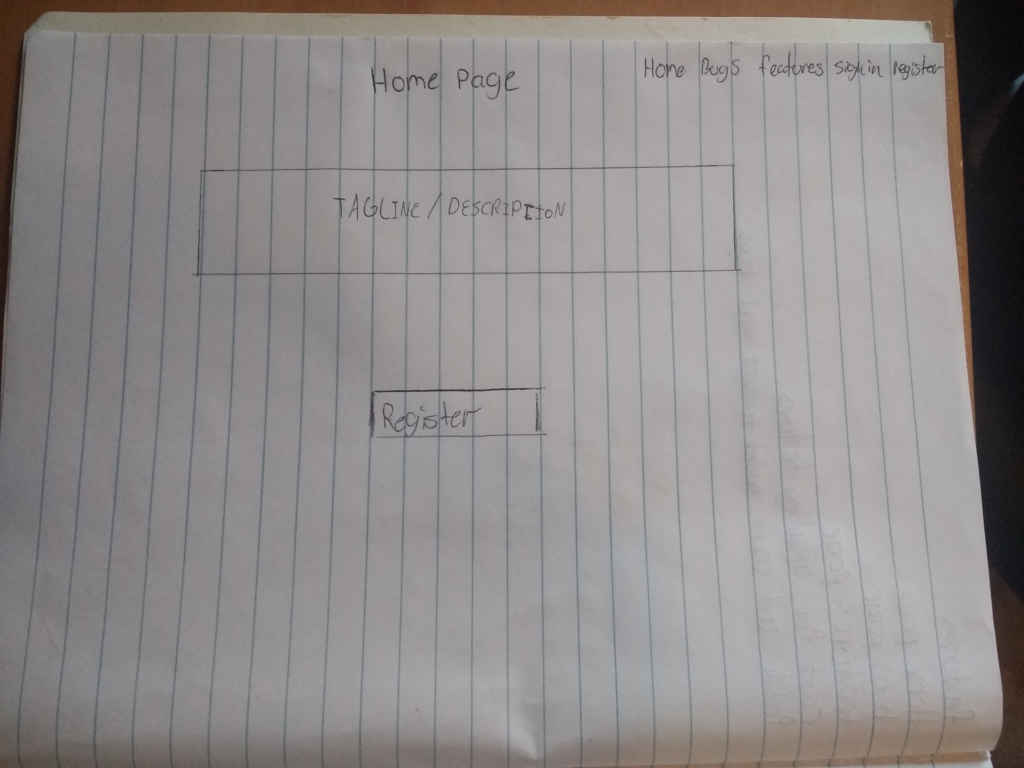 Home Page
Home Bugs features sign in register
TAGLINE / DESCRIPTION
Register